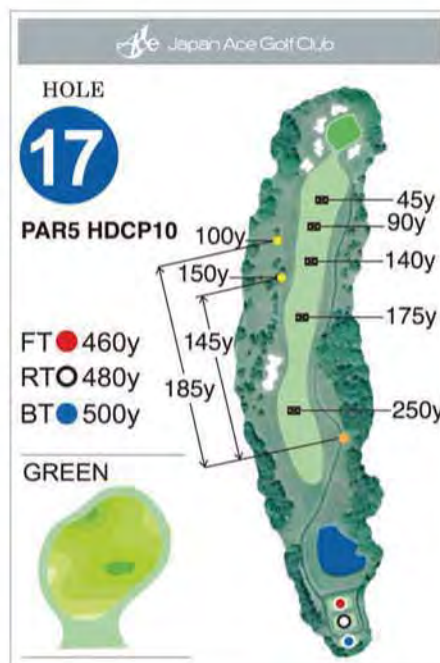 Ace Japan Ace Golf Club
HOLE
17
PAR5 HDCP10
FT 460y
RT 480y
BT 500y
GREEN
100y
150y
145y
185y
45y
90y
140y
175y
250y